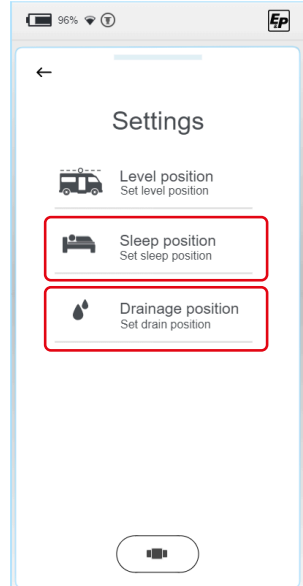 96%
EP
Settings
Level position
Set level position
Sleep position
Set sleep position
Drainage position
Set drain position